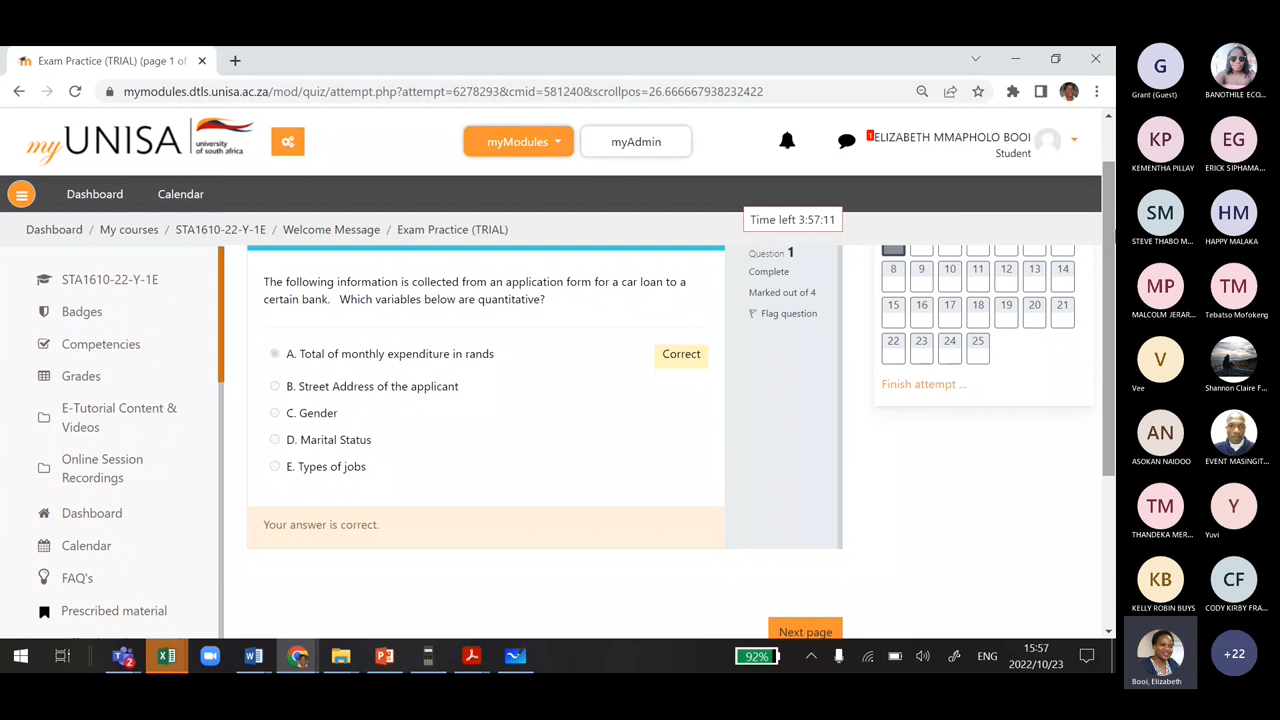 Exam Practice (TRIAL) (page 1 of
mymodules.dtls.unisa.ac.za/mod/quiz/attempt.php?attempt=6278293&cmid=581240&scrollpos=26.666667938232422
my UNISA university of south africa
myModules
myAdmin
1
ELIZABETH MMAPHOLO BOOI
Student
Dashboard
Calendar
Time left 3:57:11
Dashboard / My courses / STA1610-22-Y-1E / Welcome Message / Exam Practice (TRIAL)
STA1610-22-Y-1E
Badges
Competencies
Grades
E-Tutorial Content &
Videos
Online Session
Recordings
Dashboard
Calendar
FAQ's
Prescribed material
The following information is collected from an application form for a car loan to a
certain bank. Which variables below are quantitative?
A. Total of monthly expenditure in rands
Correct
B. Street Address of the applicant
C. Gender
D. Marital Status
E. Types of jobs
Your answer is correct.
Next page
Question 1
Complete
Marked out of 4
Flag question
8 9 10 11 12 13 14
15 16 17 18 19 20 21
22 23 24 25
Finish attempt ...
92%
ENG
15:57
2022/10/23
G
Grant (Guest)
BANOTHILE ECO...
KP
KEMENTHA PILLAY
EG
ERICK SIPHAMA...
SM
STEVE THABO M...
HM
HAPPY MALAKA
MP
MALCOLM JERAR...
TM
Tebatso Mofokeng
V
Vee
Shannon Claire F...
AN
ASOKAN NAIDOO
EVENT MASINGIT...
TM
THANDEKA MER...
Y
Yuvi
KB
KELLY ROBIN BUYS
CF
CODY KIRBY FRA...
Booi, Elizabeth
+22